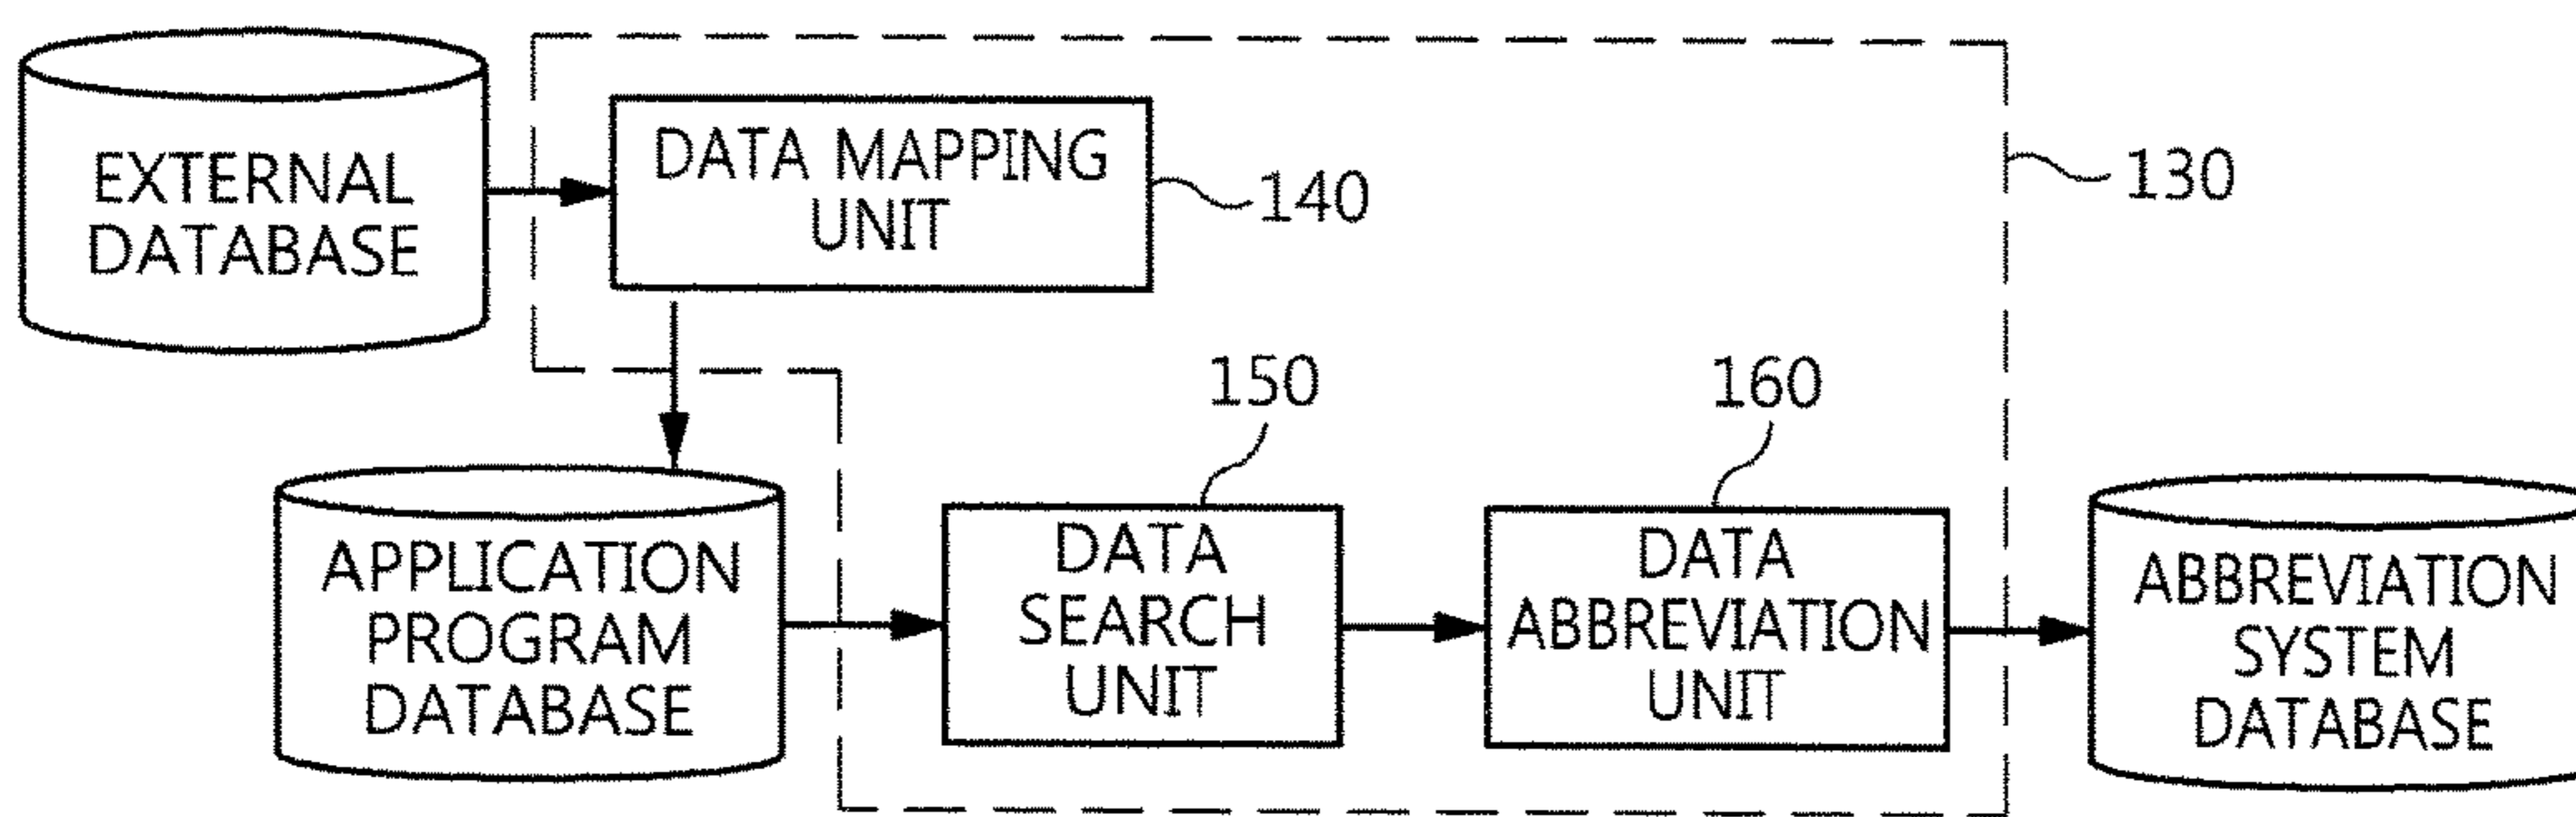 EXTERNAL
DATABASE
DATA MAPPING
UNIT
140
130
APPLICATION
PROGRAM
DATABASE
150
DATA
SEARCH
UNIT
160
DATA
ABBREVIATION
UNIT
ABBREVIATION
SYSTEM
DATABASE